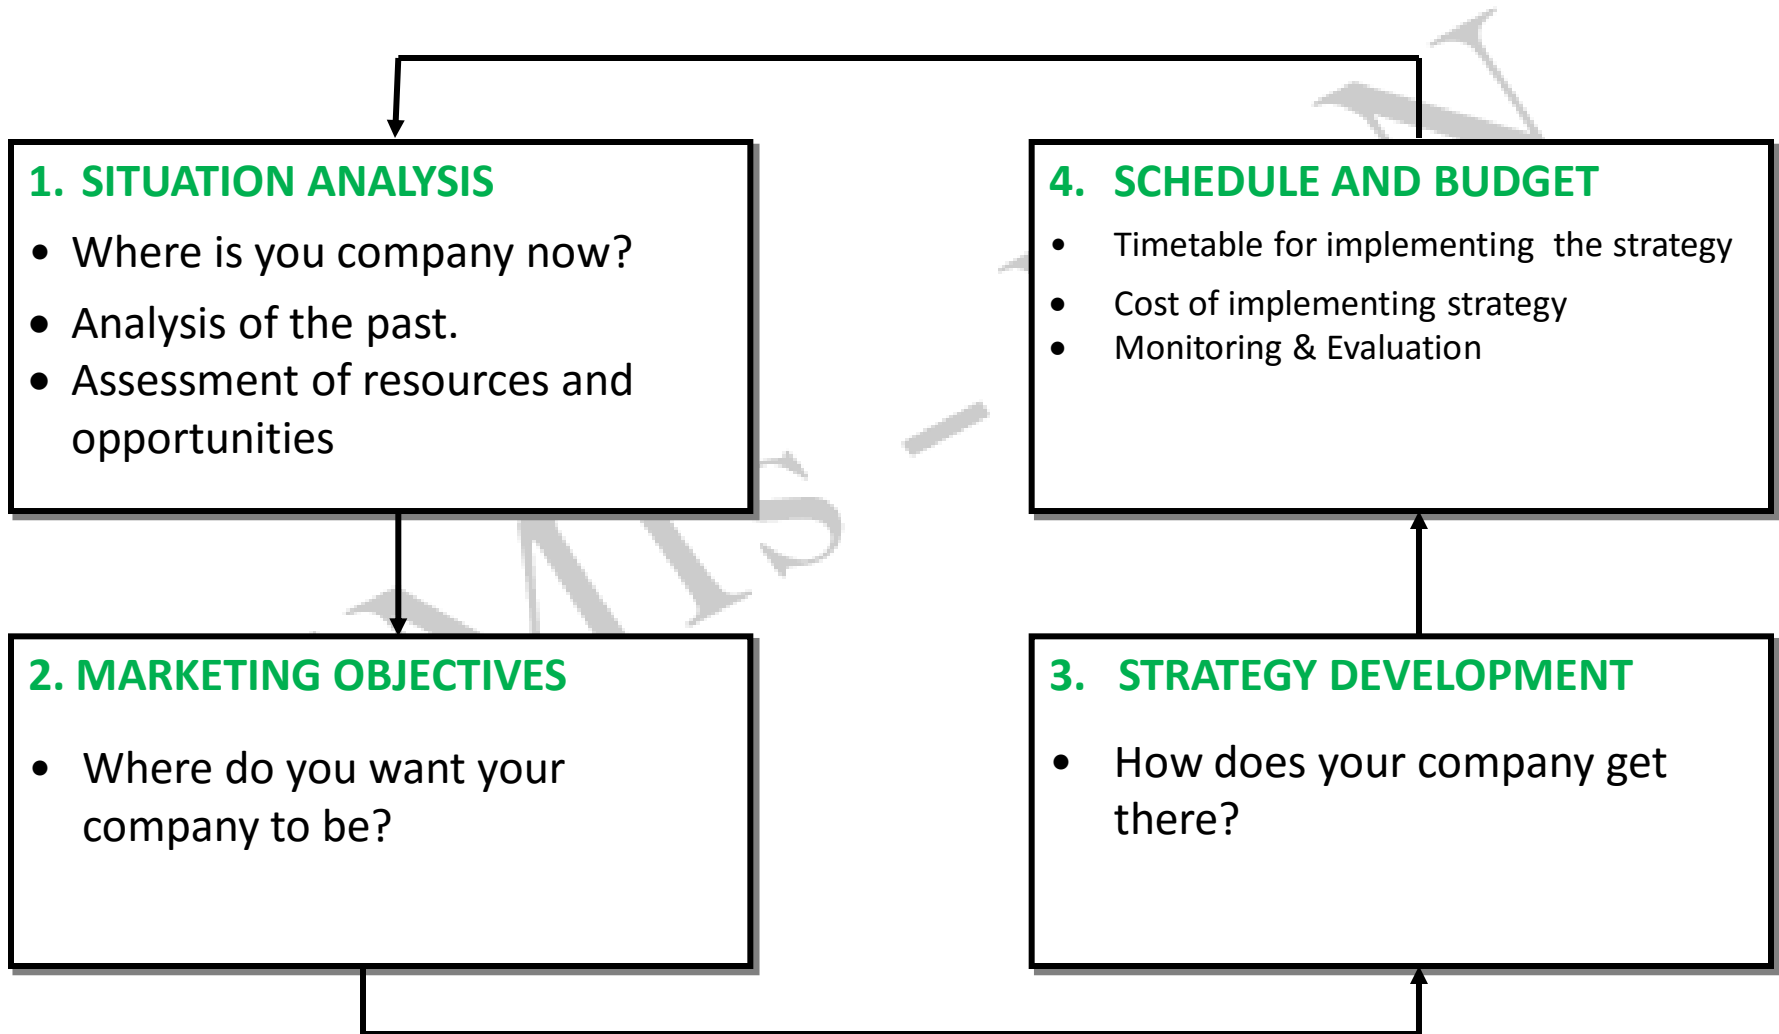 1. SITUATION ANALYSIS
• Where is you company now?
• Analysis of the past.
• Assessment of resources and
opportunities
2. MARKETING OBJECTIVES
• Where do you want your
company to be?
3. STRATEGY DEVELOPMENT
• How does your company get
there?
4. SCHEDULE AND BUDGET
• Timetable for implementing the strategy
• Cost of implementing strategy
• Monitoring & Evaluation